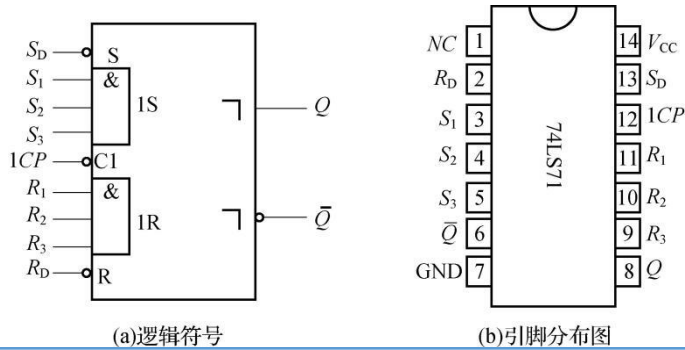 S_D
S
S_1
&
S_2
1S
Q
S_3
1CP
C1
R_1
&
R_2
1R
Q̄
R_3
R_D
R
(a)逻辑符号
NC 1 14 V_CC
R_D 2 13 S_D
S_1 3 12 1CP
S_2 4 11 R_1
S_3 5 10 R_2
Q̄ 6 9 R_3
GND 7 8 Q
74LS71
(b)引脚分布图